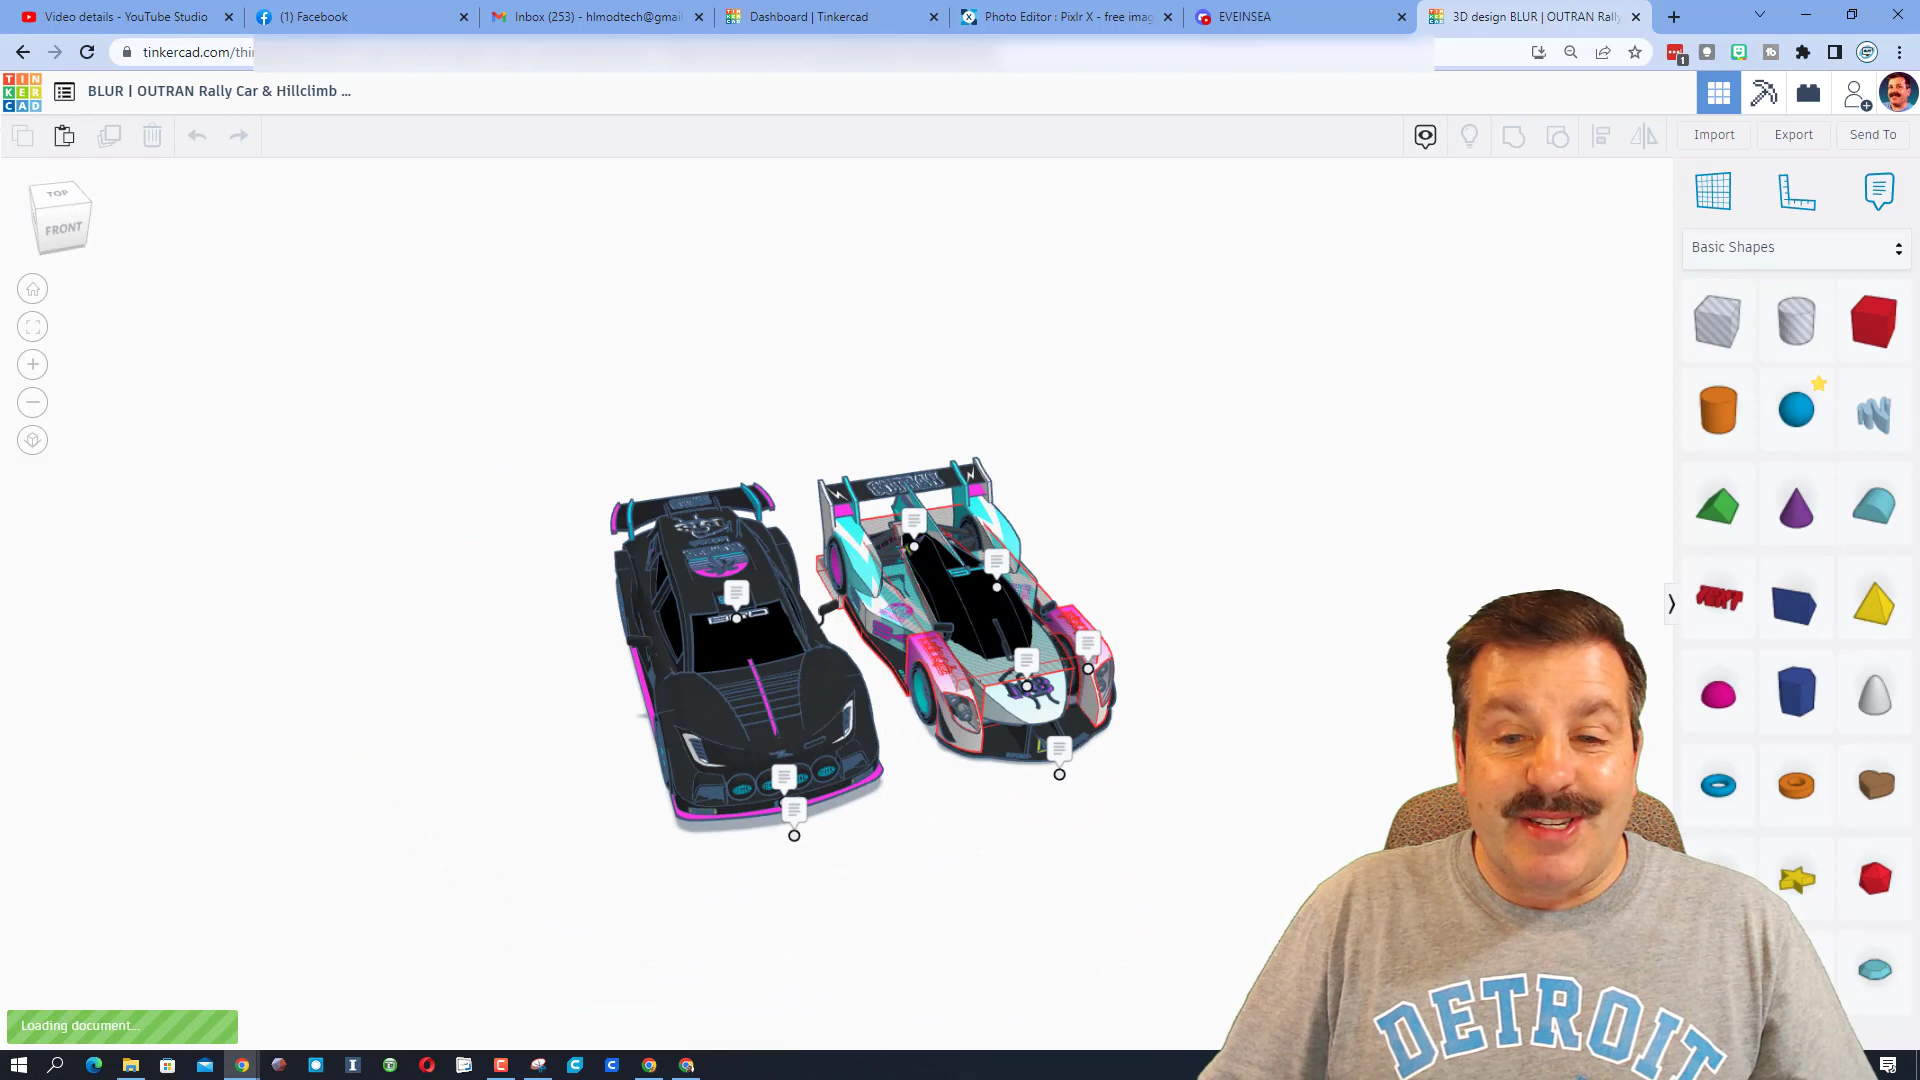 Video details - YouTube Studio
(1) Facebook
Inbox (253) - hlmodtech@gmail
Dashboard | Tinkercad
Photo Editor : Pixlr X - free imag
EVEINSEA
3D design BLUR | OUTRAN Rally
tinkercad.com/thi
1
TIN
KER
CAD
BLUR | OUTRAN Rally Car & Hillclimb ...
Import
Export
Send To
TOP
FRONT
Basic Shapes
TEXT
Loading document...
DETROIT